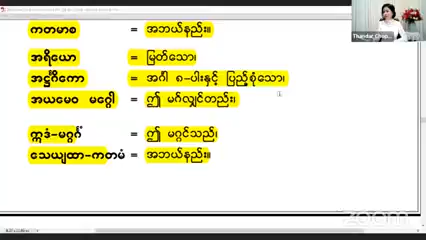 ကတမာစ = အဘယ်နည်း။
အရိယော = မြတ်သော၊
အဋ္ဌင်္ဂိကော = အင်္ဂါ ၈-ပါးနှင့် ပြည့်စုံသော၊
အယမေဝ မဂ္ဂေါ = ဤ မဂ်လျှင်တည်း၊
ဣဒံ-မဂ္ဂင်္ဂံ = ဤ မဂ္ဂင်သည်
သေယျထာ-ကတမံ = အဘယ်နည်း။
zoom